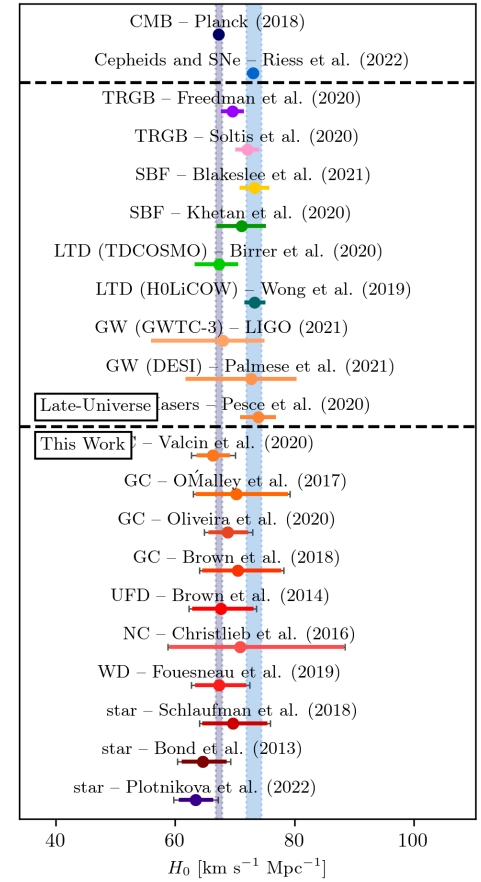 CMB – Planck (2018)
Cepheids and SNe – Riess et al. (2022)
TRGB – Freedman et al. (2020)
TRGB – Soltis et al. (2020)
SBF – Blakeslee et al. (2021)
SBF – Khetan et al. (2020)
LTD (TDCOSMO) – Birrer et al. (2020)
LTD (H0LiCOW) – Wong et al. (2019)
GW (GWTC-3) – LIGO (2021)
GW (DESI) – Palmese et al. (2021)
Late-Universe – Pesce et al. (2020)
This Work – Valcin et al. (2020)
GC – OḾalley et al. (2017)
GC – Oliveira et al. (2020)
GC – Brown et al. (2018)
UFD – Brown et al. (2014)
NC – Christlieb et al. (2016)
WD – Fouesneau et al. (2019)
star – Schlaufman et al. (2018)
star – Bond et al. (2013)
star – Plotnikova et al. (2022)
40 60 80 100
H₀ [km s⁻¹ Mpc⁻¹]